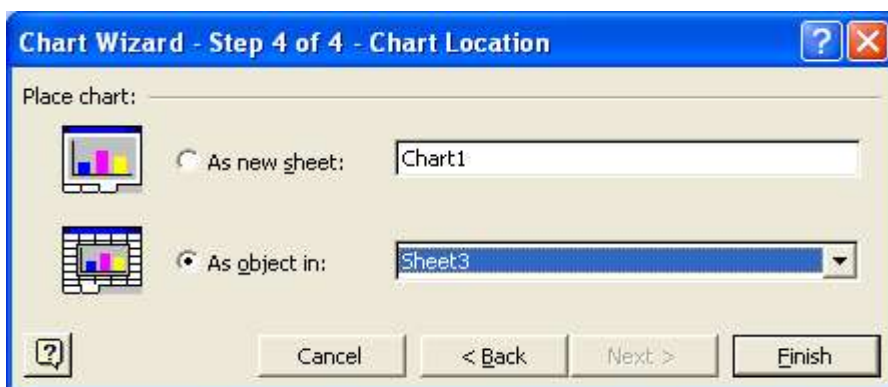 Chart Wizard - Step 4 of 4 - Chart Location
?
Place chart:
As new sheet: Chart1
As object in: Sheet3
? Cancel < Back Next > Finish